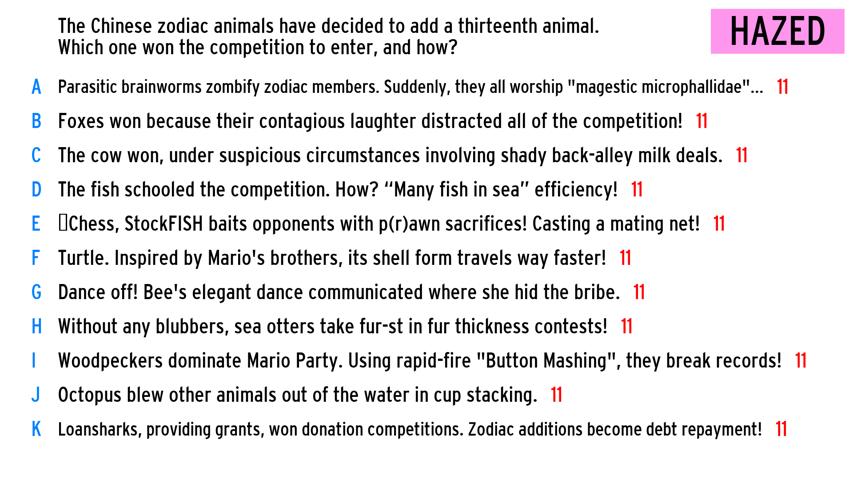 The Chinese zodiac animals have decided to add a thirteenth animal.
Which one won the competition to enter, and how?
HAZED
A Parasitic brainworms zombify zodiac members. Suddenly, they all worship "magestic microphallidae"... 11
B Foxes won because their contagious laughter distracted all of the competition! 11
C The cow won, under suspicious circumstances involving shady back-alley milk deals. 11
D The fish schooled the competition. How? “Many fish in sea” efficiency! 11
E ▯Chess, StockFISH baits opponents with p(r)awn sacrifices! Casting a mating net! 11
F Turtle. Inspired by Mario's brothers, its shell form travels way faster! 11
G Dance off! Bee's elegant dance communicated where she hid the bribe. 11
H Without any blubbers, sea otters take fur-st in fur thickness contests! 11
I Woodpeckers dominate Mario Party. Using rapid-fire "Button Mashing", they break records! 11
J Octopus blew other animals out of the water in cup stacking. 11
K Loansharks, providing grants, won donation competitions. Zodiac additions become debt repayment! 11